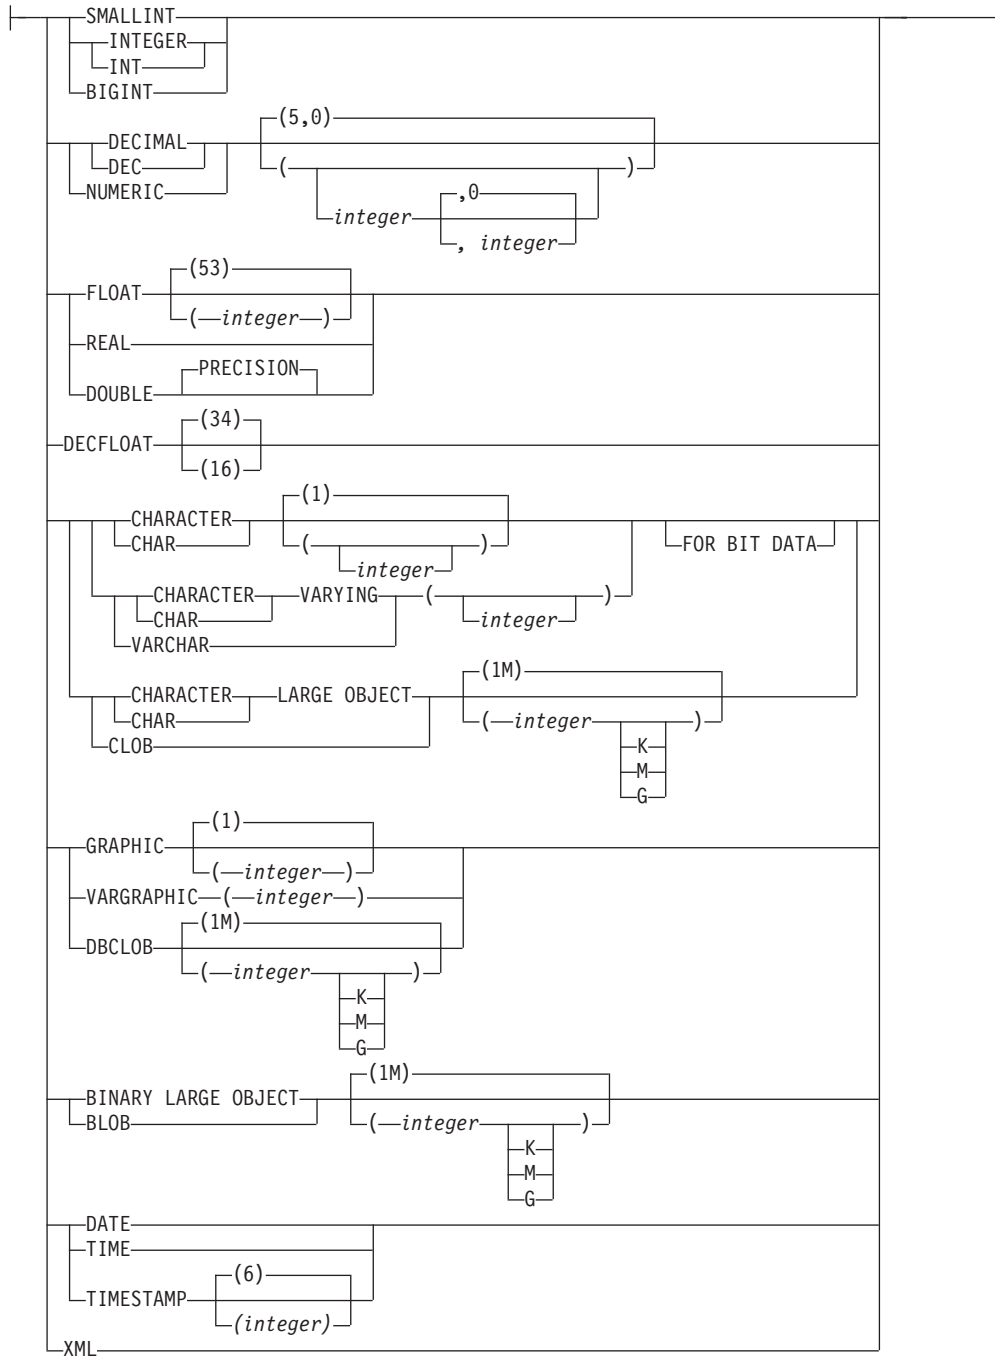 SMALLINT
INTEGER
INT
BIGINT
(5,0)
DECIMAL
DEC ( )
NUMERIC ,0
integer
, integer
(53)
FLOAT
( integer )
REAL
PRECISION
DOUBLE
(34)
DECFLOAT
(16)
(1)
CHARACTER
CHAR ( ) FOR BIT DATA
integer
CHARACTER VARYING ( )
CHAR integer
VARCHAR
(1M)
CHARACTER LARGE OBJECT
CHAR ( integer )
CLOB K
M
G
(1)
GRAPHIC
( integer )
VARGRAPHIC ( integer )
(1M)
DBCLOB
( integer )
K
M
G
(1M)
BINARY LARGE OBJECT
BLOB ( integer )
K
M
G
DATE
TIME
(6)
TIMESTAMP
(integer)
XML